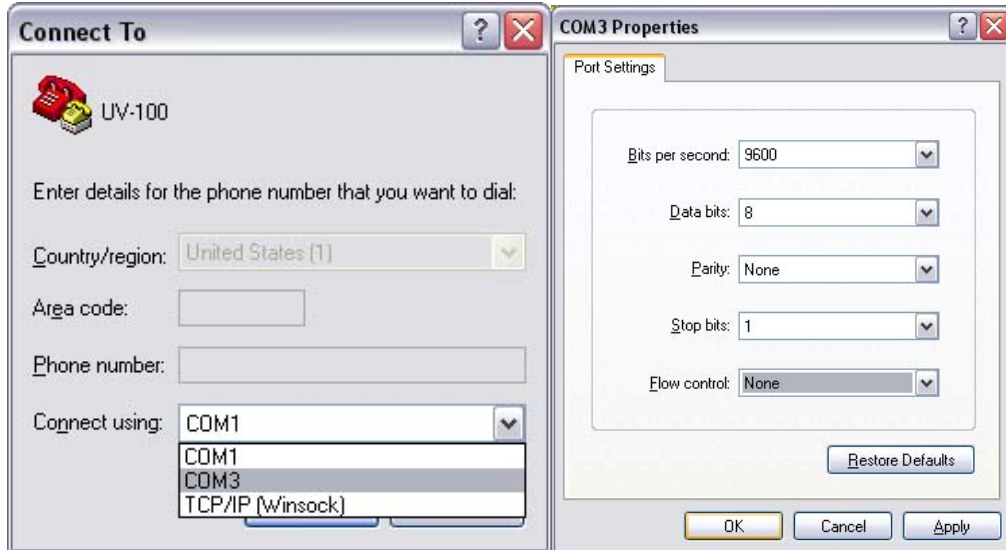 Connect To
UV-100
Enter details for the phone number that you want to dial:
Country/region: United States (1)
Area code:
Phone number:
Connect using: COM1
COM1
COM3
TCP/IP (Winsock)
COM3 Properties
Port Settings
Bits per second: 9600
Data bits: 8
Parity: None
Stop bits: 1
Flow control: None
Restore Defaults
OK Cancel Apply